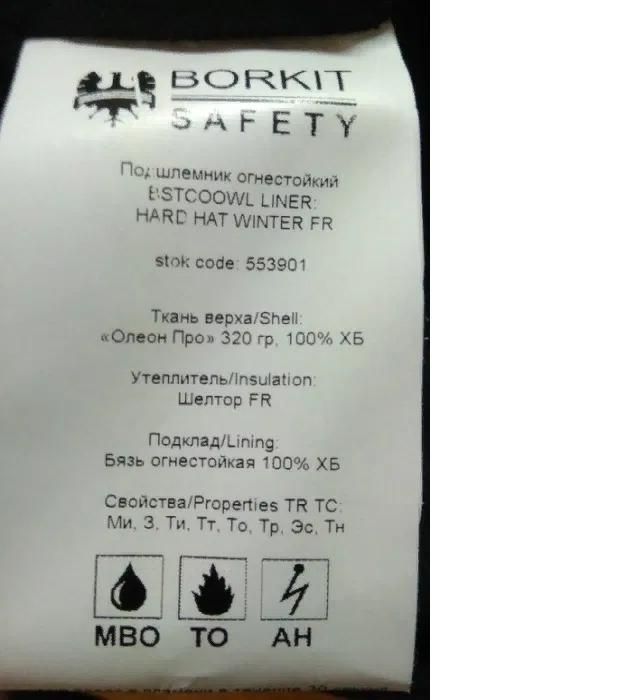 BORKIT
SAFETY
Подшлемник огнестойкий
LINER:
HARD HAT WINTER FR
stok code: 553901
Ткань верха/Shell:
«Олеон Про» 320 гр, 100% ХБ
Утеплитель/Insulation:
Шелтор FR
Подклад/Lining:
Бязь огнестойкая 100% ХБ
Свойства/Properties TR TC:
Ми, З, Ти, Тт, То, Тр, Эс, Тн
МВО ТО АН